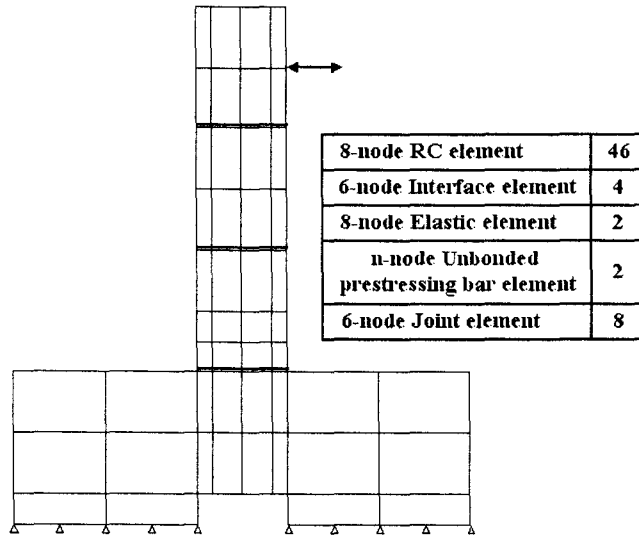 8-node RC element 46
6-node Interface element 4
8-node Elastic element 2
n-node Unbonded
prestressing bar element 2
6-node Joint element 8